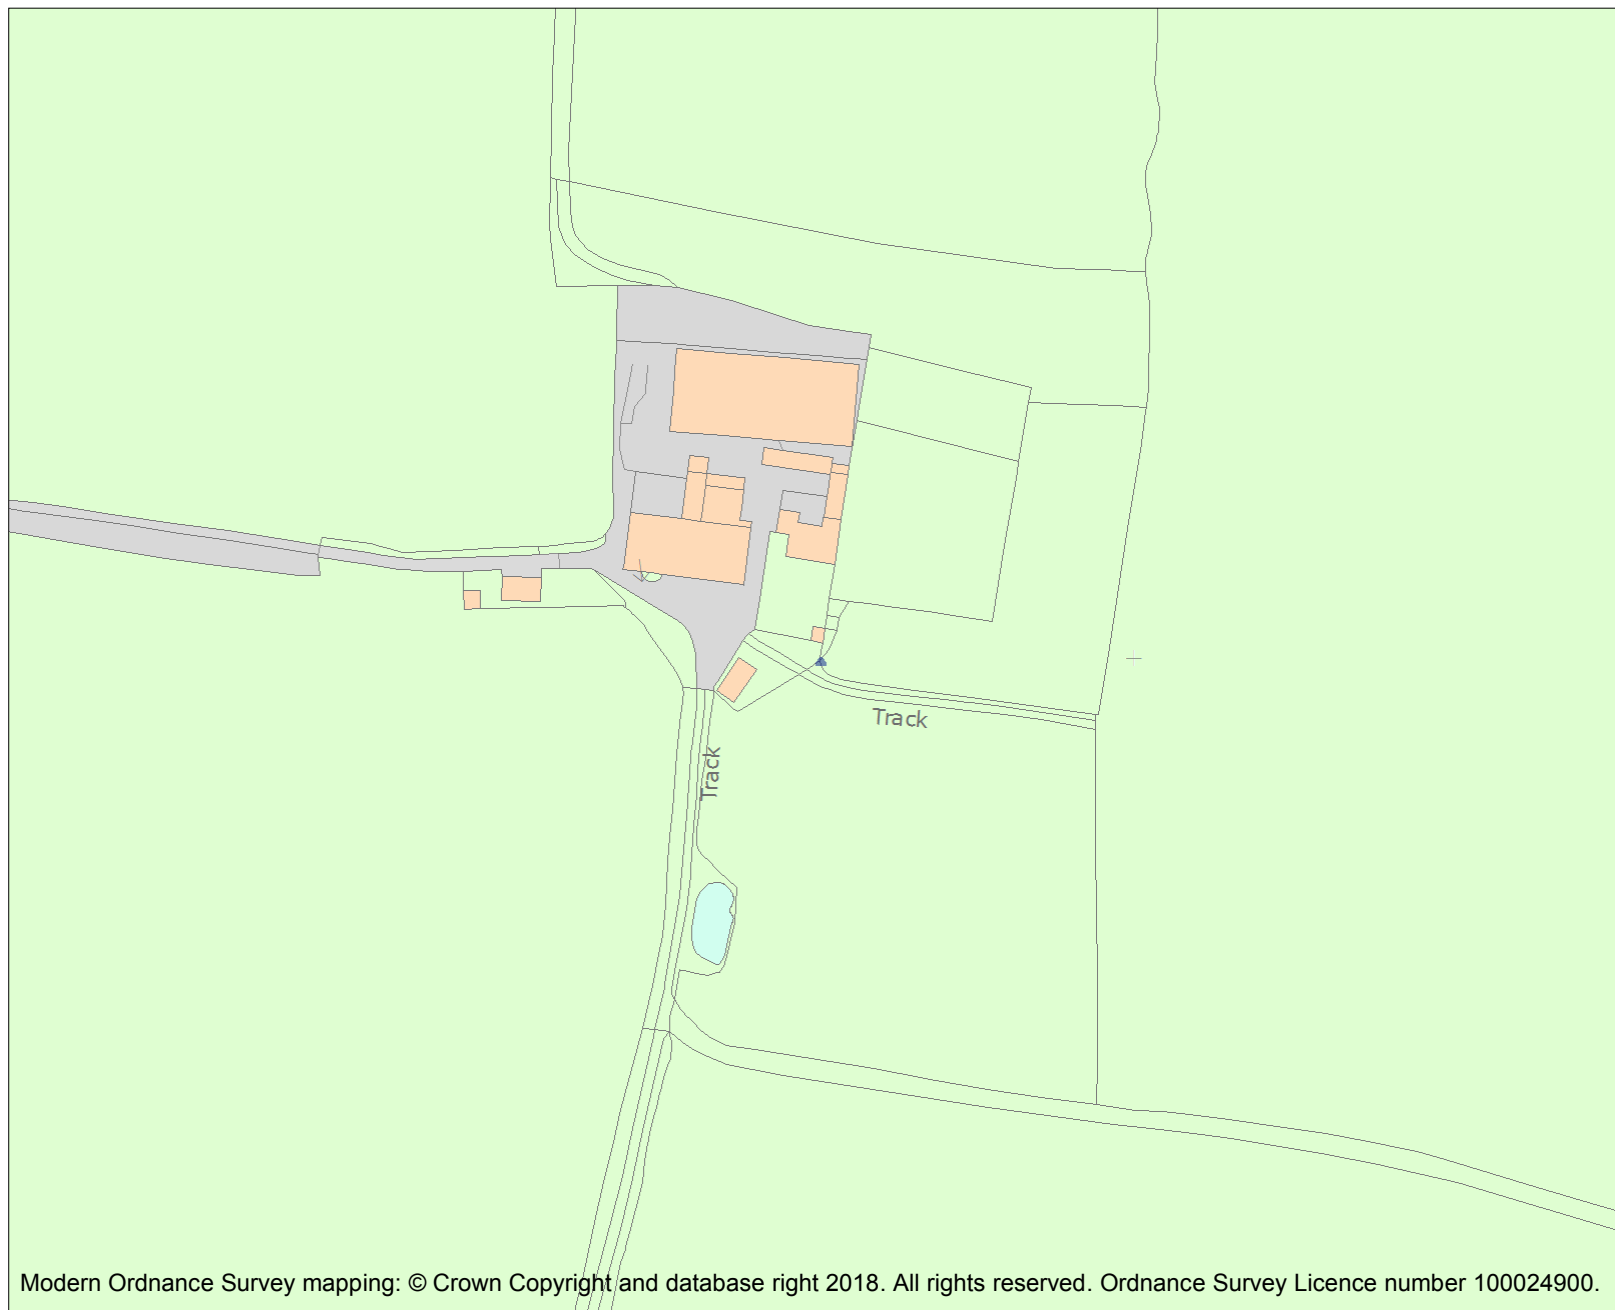 Track
Track
Modern Ordnance Survey mapping: © Crown Copyright and database right 2018. All rights reserved. Ordnance Survey Licence number 100024900.